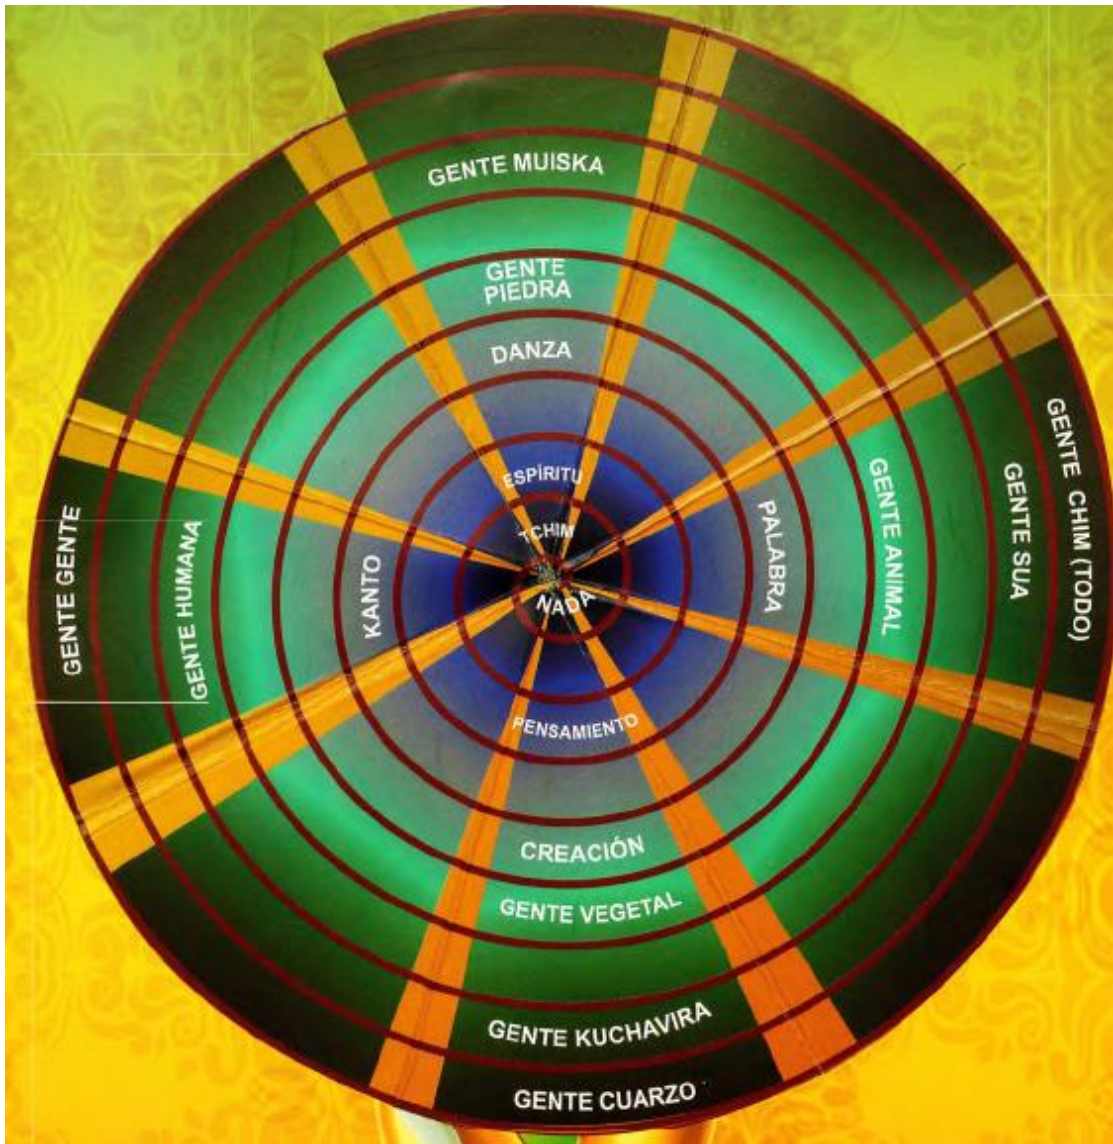 GENTE MUISKA
GENTE
PIEDRA
DANZA
ESPÍRITU
TCHIM
NADA
PENSAMIENTO
CREACIÓN
GENTE VEGETAL
GENTE KUCHAVIRA
GENTE CUARZO
GENTE GENTE
GENTE HUMANA
KANTO
PALABRA
GENTE ANIMAL
GENTE SUA
GENTE CHIM (TODO)